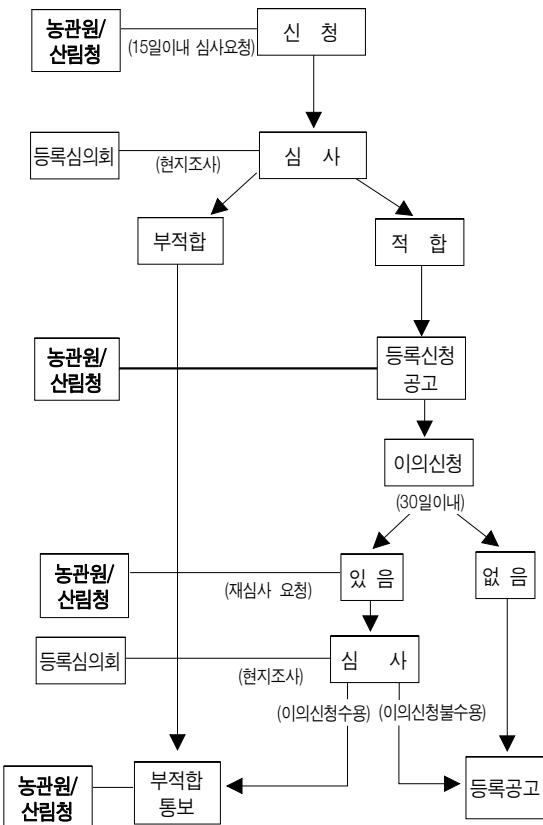 농관원/
산림청
(15일이내 심사요청)
신 청
등록심의회
(현지조사)
심 사
부적합
적 합
농관원/
산림청
등록신청
공고
이의신청
(30일이내)
농관원/
산림청
(재심사 요청)
있 음
없 음
등록심의회
(현지조사)
심 사
(이의신청수용)
(이의신청불수용)
농관원/
산림청
부적합
통보
등록공고